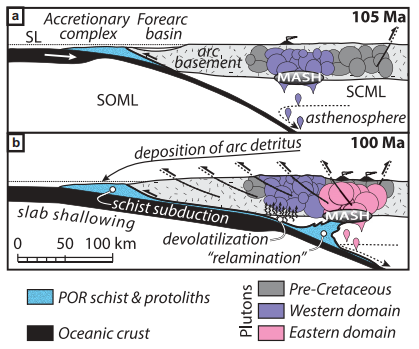 a
Accretionary
complex
Forearc
basin
105 Ma
SL
arc
basement
MASH
SOML
SCML
asthenosphere
b
deposition of arc detritus
100 Ma
schist subduction
slab shallowing
MASH
devolatilization
"relamination"
0 50 100 km
POR schist & protoliths
Oceanic crust
Plutons
Pre-Cretaceous
Western domain
Eastern domain